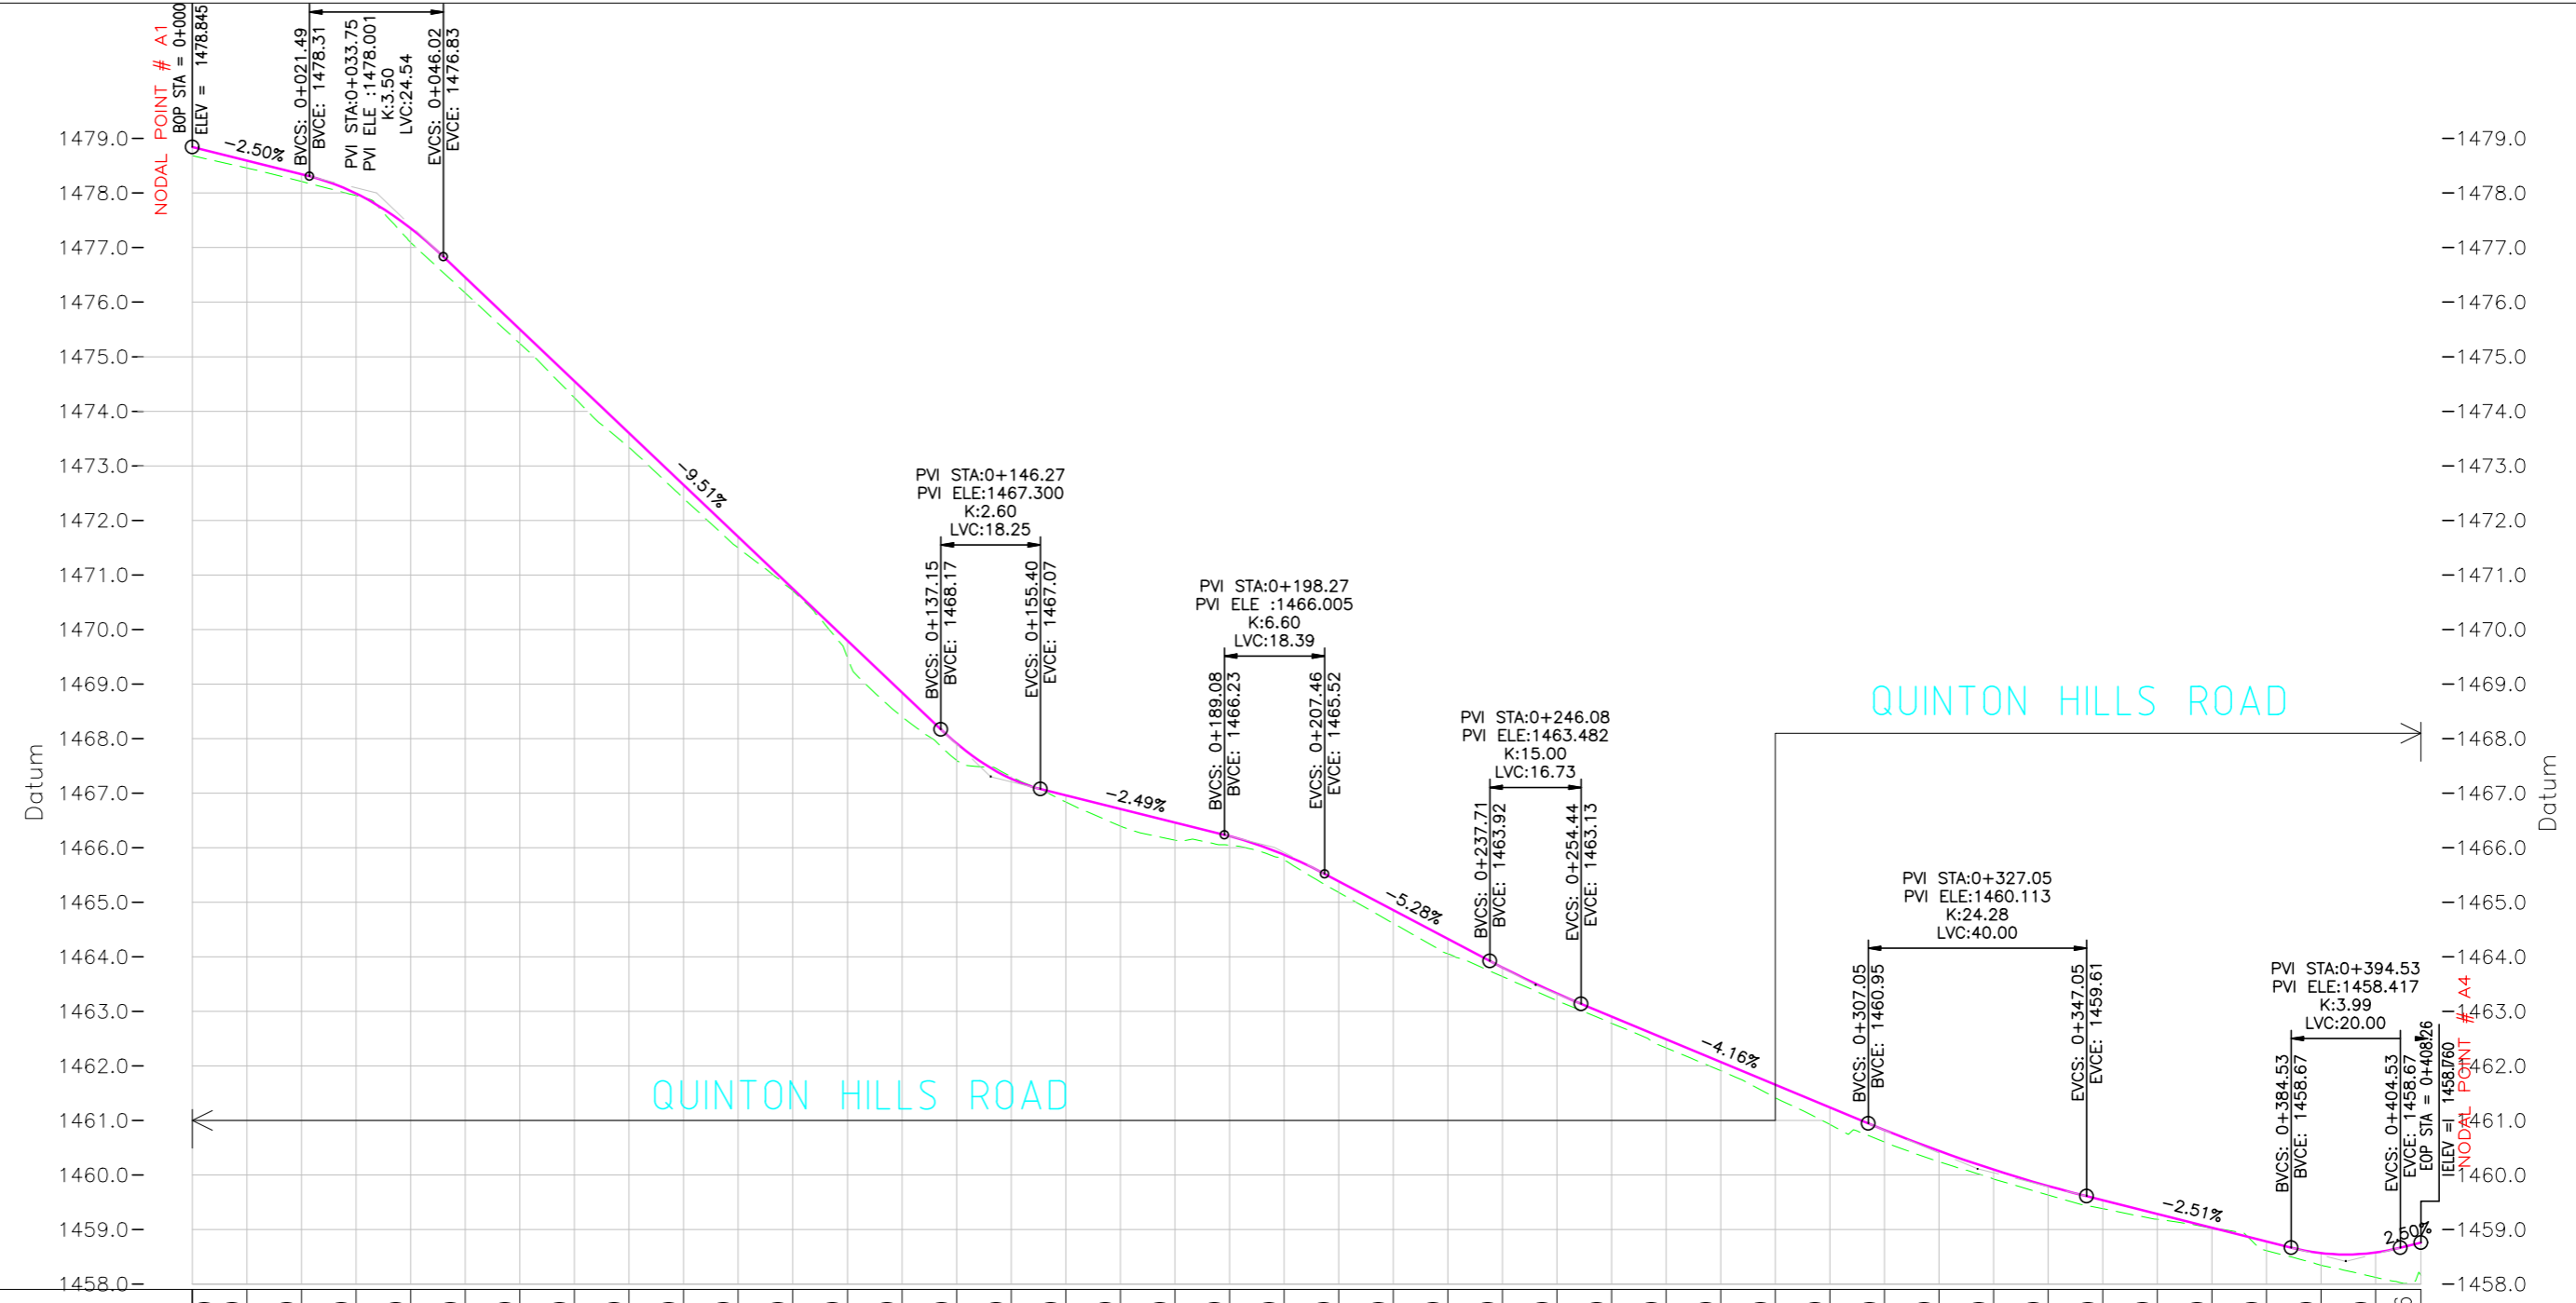 NODAL POINT # A1
BOP STA = 0+000
ELEV = 1478.845
BVCS: 0+021.49
BVCE: 1478.31
PVI STA:0+033.75
PVI ELE :1478.001
K:3.50
LVC:24.54
EVCS: 0+046.02
EVCE: 1476.83
-2.50%
-9.51%
PVI STA:0+146.27
PVI ELE:1467.300
K:2.60
LVC:18.25
BVCS: 0+137.15
BVCE: 1468.17
EVCS: 0+155.40
EVCE: 1467.07
-2.49%
PVI STA:0+198.27
PVI ELE :1466.005
K:6.60
LVC:18.39
BVCS: 0+189.08
BVCE: 1466.23
EVCS: 0+207.46
EVCE: 1465.52
-5.28%
PVI STA:0+246.08
PVI ELE:1463.482
K:15.00
LVC:16.73
BVCS: 0+237.71
BVCE: 1463.92
EVCS: 0+254.44
EVCE: 1463.13
-4.16%
QUINTON HILLS ROAD
QUINTON HILLS ROAD
PVI STA:0+327.05
PVI ELE:1460.113
K:24.28
LVC:40.00
BVCS: 0+307.05
BVCE: 1460.95
EVCS: 0+347.05
EVCE: 1459.61
-2.51%
PVI STA:0+394.53
PVI ELE:1458.417
K:3.99
LVC:20.00
BVCS: 0+384.53
BVCE: 1458.67
EVCS: 0+404.53
EVCE: 1458.67
2.50%
EOP STA = 0+408.26
ELEV = 1458.760
NODAL POINT # A4
Datum
1479.0-
1478.0-
1477.0-
1476.0-
1475.0-
1474.0-
1473.0-
1472.0-
1471.0-
1470.0-
1469.0-
1468.0-
1467.0-
1466.0-
1465.0-
1464.0-
1463.0-
1462.0-
1461.0-
1460.0-
1459.0-
1458.0-
-1479.0
-1478.0
-1477.0
-1476.0
-1475.0
-1474.0
-1473.0
-1472.0
-1471.0
-1470.0
-1469.0
-1468.0
-1467.0
-1466.0
-1465.0
-1464.0
-1463.0
-1462.0
-1461.0
-1460.0
-1459.0
-1458.0
Datum